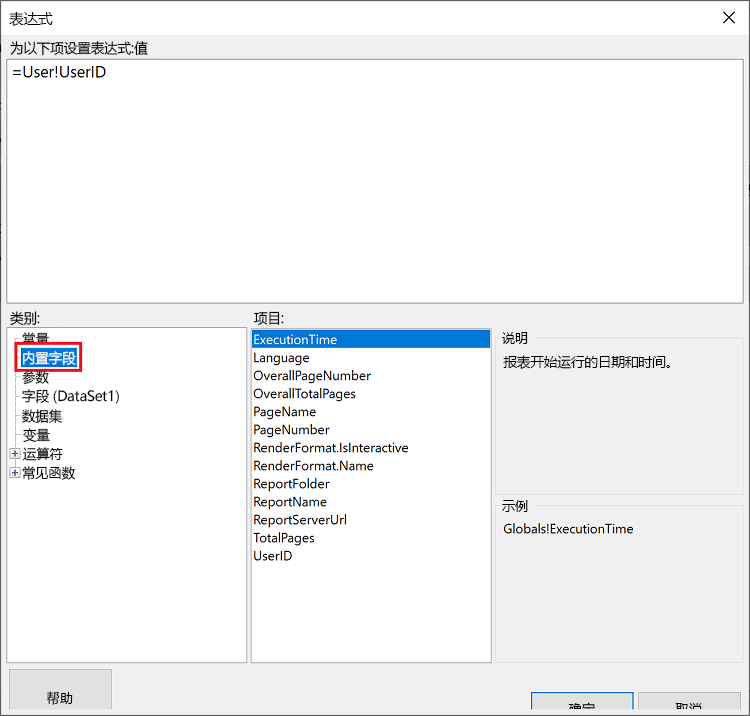 表达式
为以下项设置表达式:值
=User!UserID
类别:
常量
内置字段
参数
字段 (DataSet1)
数据集
变量
运算符
常见函数
项目:
ExecutionTime
Language
OverallPageNumber
OverallTotalPages
PageName
PageNumber
RenderFormat.IsInteractive
RenderFormat.Name
ReportFolder
ReportName
ReportServerUrl
TotalPages
UserID
说明
报表开始运行的日期和时间。
示例
Globals!ExecutionTime
帮助
确定
取消